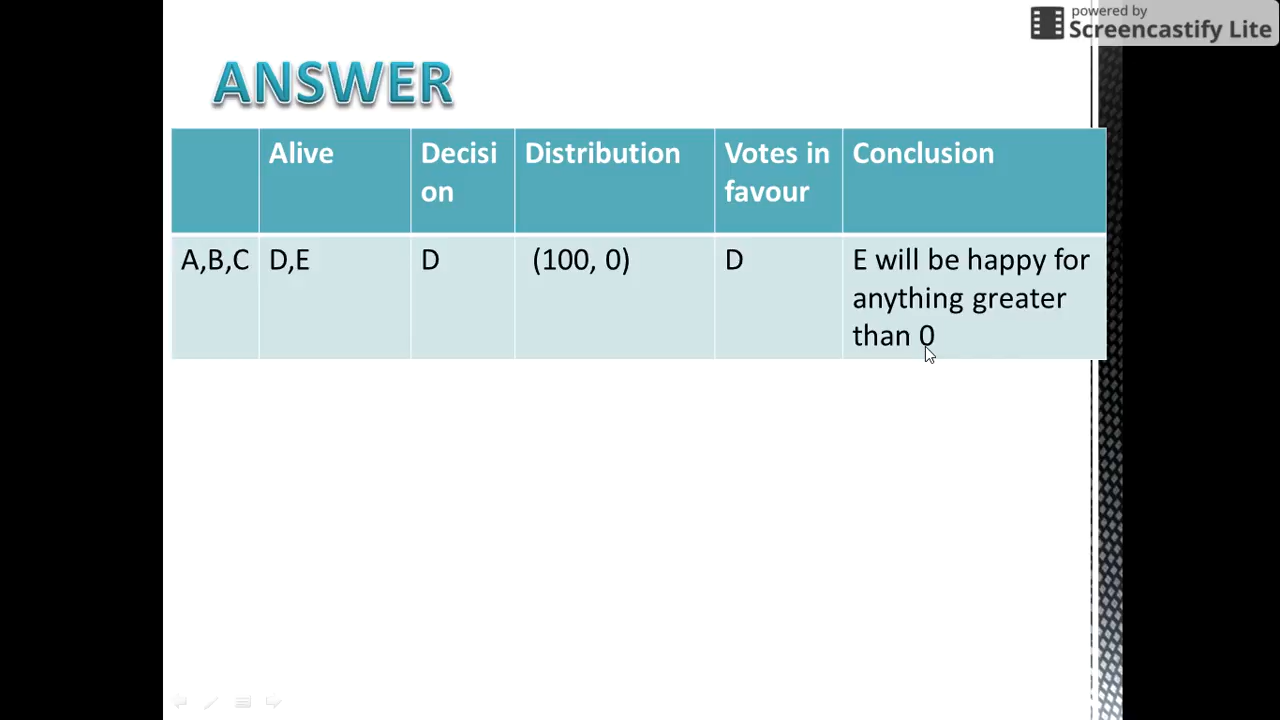 powered by
Screencastify Lite
ANSWER
Alive
Decisi
on
Distribution
Votes in
favour
Conclusion
A,B,C
D,E
D
(100, 0)
D
E will be happy for
anything greater
than 0